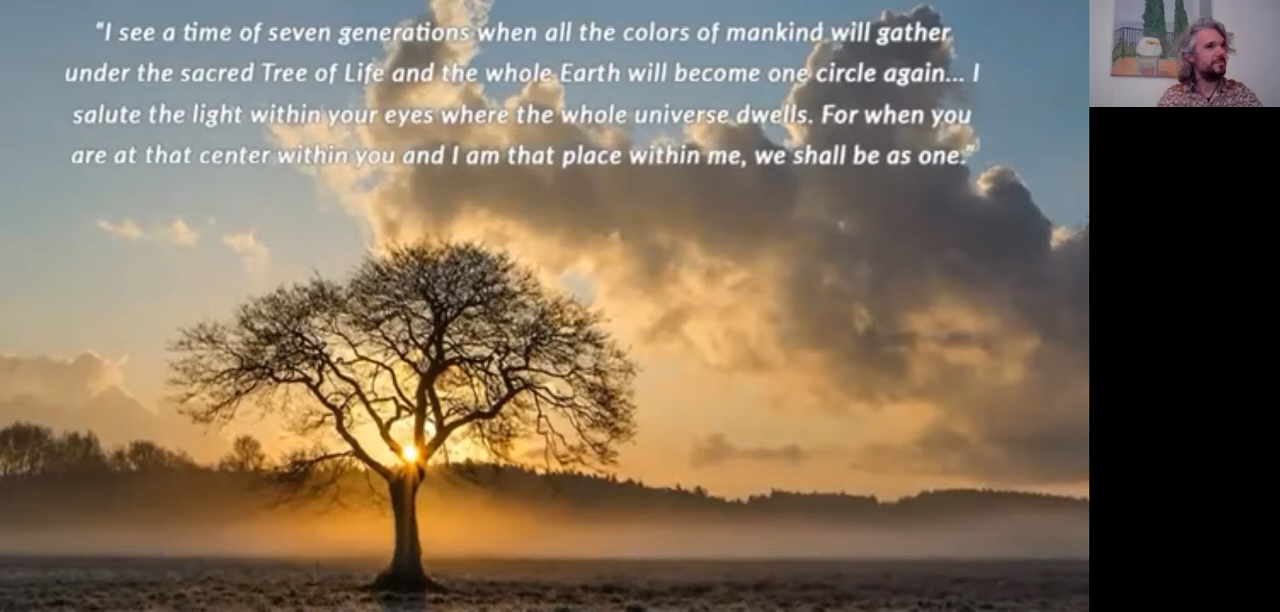 "I see a time of seven generations when all the colors of mankind will gather
under the sacred Tree of Life and the whole Earth will become one circle again... I
salute the light within your eyes where the whole universe dwells. For when you
are at that center within you and I am that place within me, we shall be as one."